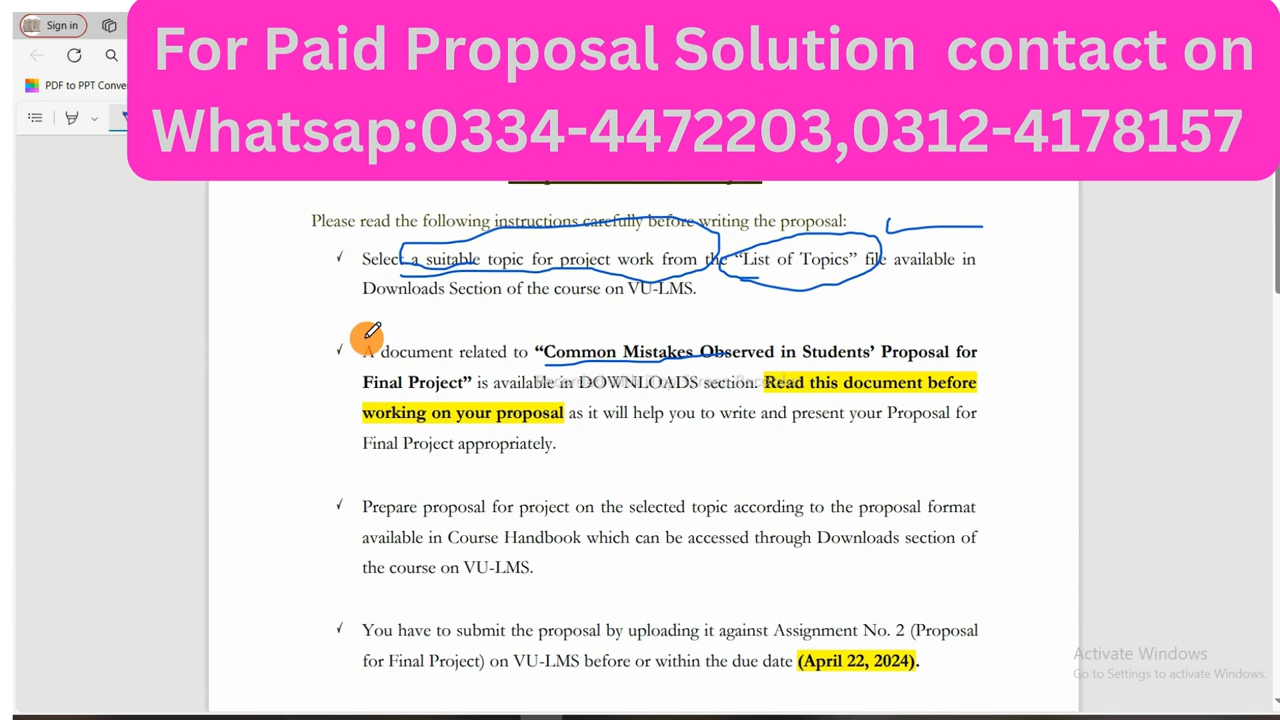 Sign in
For Paid Proposal Solution contact on
Whatsap:0334-4472203,0312-4178157
PDF to PPT Conve
Please read the following instructions carefully before writing the proposal:
✓ Select a suitable topic for project work from the “List of Topics” file available in
Downloads Section of the course on VU-LMS.
✓ A document related to “Common Mistakes Observed in Students’ Proposal for
Final Project” is available in DOWNLOADS section. Read this document before
working on your proposal as it will help you to write and present your Proposal for
Final Project appropriately.
✓ Prepare proposal for project on the selected topic according to the proposal format
available in Course Handbook which can be accessed through Downloads section of
the course on VU-LMS.
✓ You have to submit the proposal by uploading it against Assignment No. 2 (Proposal
for Final Project) on VU-LMS before or within the due date (April 22, 2024).
Activate Windows
Go to Settings to activate Windows.